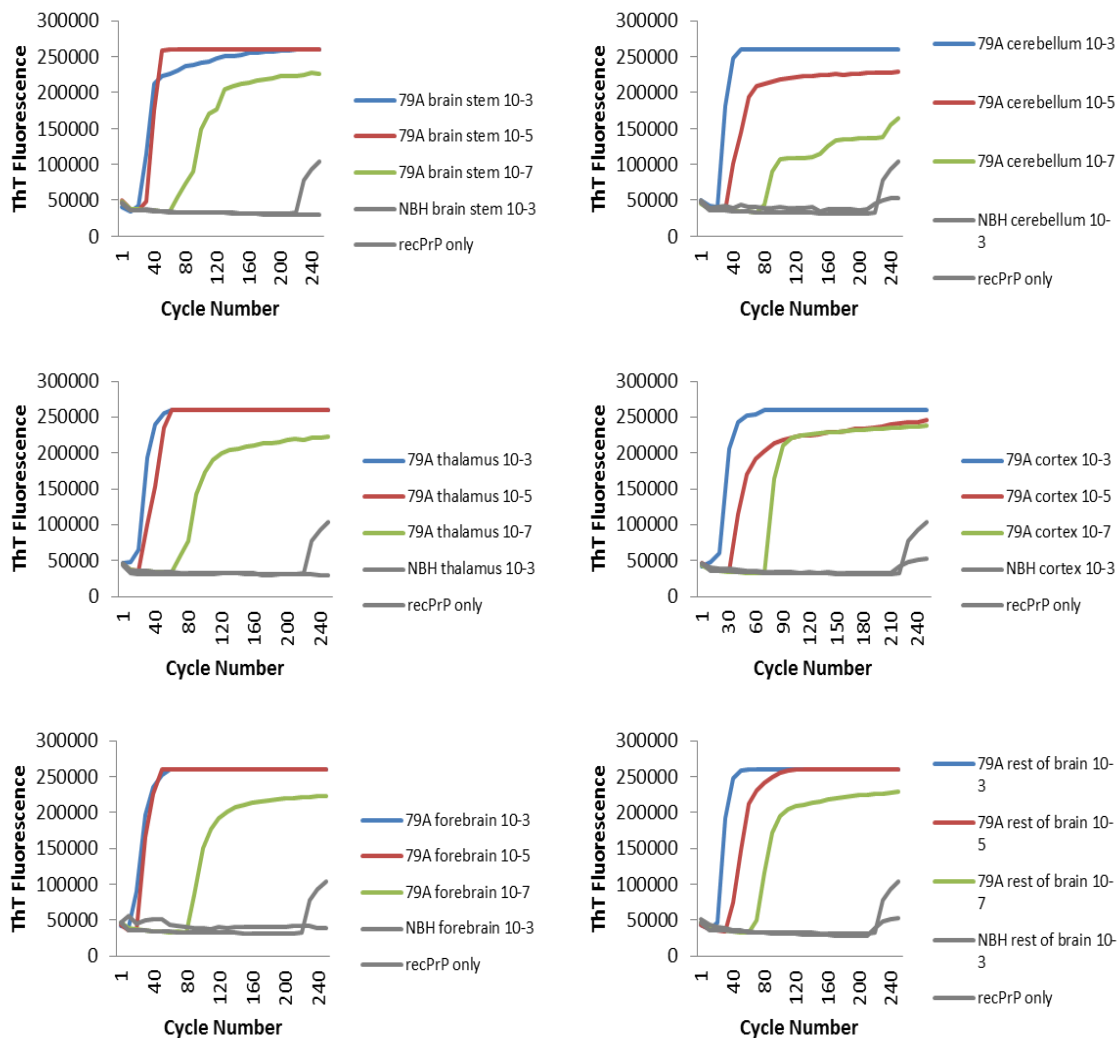 300000
250000
200000
150000
100000
50000
0
ThT Fluorescence
1
40
80
120
160
200
240
Cycle Number
79A brain stem 10-3
79A brain stem 10-5
79A brain stem 10-7
NBH brain stem 10-3
recPrP only
300000
250000
200000
150000
100000
50000
0
ThT Fluorescence
1
40
80
120
160
200
240
Cycle Number
79A cerebellum 10-3
79A cerebellum 10-5
79A cerebellum 10-7
NBH cerebellum 10-
3
recPrP only
300000
250000
200000
150000
100000
50000
0
ThT Fluorescence
1
40
80
120
160
200
240
Cycle Number
79A thalamus 10-3
79A thalamus 10-5
79A thalamus 10-7
NBH thalamus 10-3
recPrP only
300000
250000
200000
150000
100000
50000
0
ThT Fluorescence
1
30
60
90
120
150
180
210
240
Cycle Number
79A cortex 10-3
79A cortex 10-5
79A cortex 10-7
NBH cortex 10-3
recPrP only
300000
250000
200000
150000
100000
50000
0
ThT Fluorescence
1
40
80
120
160
200
240
Cycle Number
79A forebrain 10-3
79A forebrain 10-5
79A forebrain 10-7
NBH forebrain 10-3
recPrP only
300000
250000
200000
150000
100000
50000
0
ThT Fluorescence
1
40
80
120
160
200
240
Cycle Number
79A rest of brain 10-
3
79A rest of brain 10-
5
79A rest of brain 10-
7
NBH rest of brain 10-
3
recPrP only